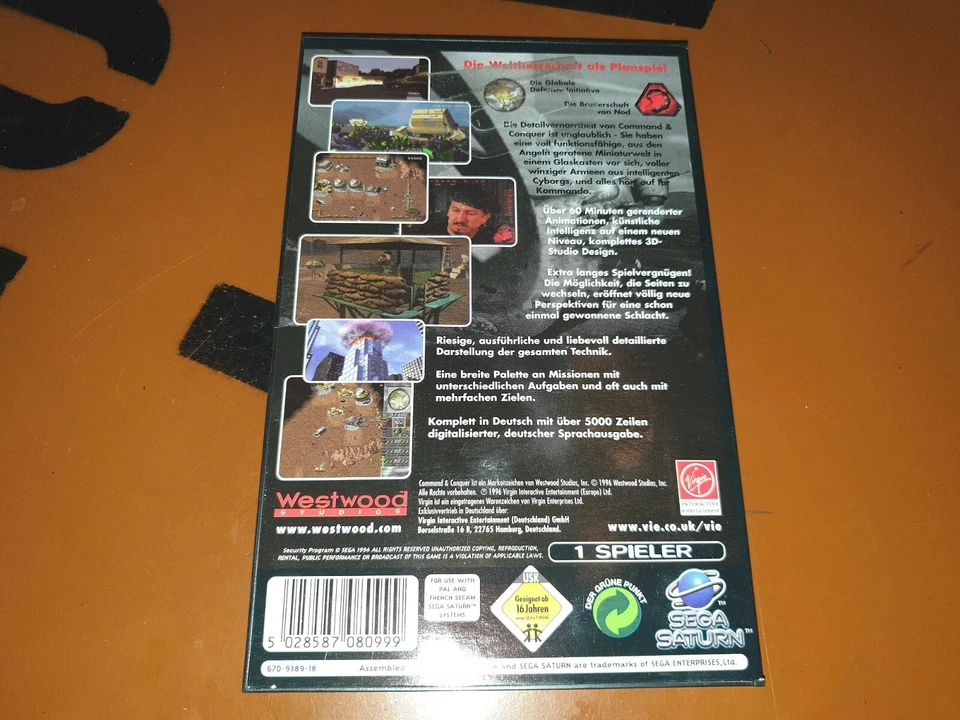 Die Weltherrschaft als Planspiel
Die Globale
Defensiv Initiative
Die Bruderschaft
von Nod
Die Detailvernarrtheit von Command &
Conquer ist unglaublich - Sie haben
eine voll funktionsfähige, aus den
Angeln geratene Miniaturwelt in
einem Glaskasten vor sich, voller
winziger Armeen aus intelligenten
Cyborgs, und alles hört auf Ihr
Kommando.
Über 60 Minuten gerenderter
Animationen, künstliche
Intelligenz auf einem neuen
Niveau, komplettes 3D-
Studio Design.
Extra langes Spielvergnügen!
Die Möglichkeit, die Seiten zu
wechseln, eröffnet völlig neue
Perspektiven für eine schon
einmal gewonnene Schlacht.
Riesige, ausführliche und liebevoll detaillierte
Darstellung der gesamten Technik.
Eine breite Palette an Missionen mit
unterschiedlichen Aufgaben und oft auch mit
mehrfachen Zielen.
Komplett in Deutsch mit über 5000 Zeilen
digitalisierter, deutscher Sprachausgabe.
Westwood
STUDIOS
www.westwood.com
Command & Conquer ist ein Markenzeichen von Westwood Studios, Inc. © 1996 Westwood Studios, Inc.
Alle Rechte vorbehalten. ℗ 1996 Virgin Interactive Entertainment (Europe) Ltd.
Virgin ist ein eingetragenes Warenzeichen von Virgin Enterprises Ltd.
Exklusivvertrieb in Deutschland über:
Virgin Interactive Entertainment (Deutschland) GmbH
Borselstraße 16 B, 22765 Hamburg, Deutschland.
Virgin
INTERACTIVE
www.vie.co.uk/vie
Security Program © SEGA 1994 ALL RIGHTS RESERVED UNAUTHORIZED COPYING, REPRODUCTION,
RENTAL, PUBLIC PERFORMANCE OR BROADCAST OF THIS GAME IS A VIOLATION OF APPLICABLE LAWS.
1 SPIELER
5 028587 080999
FOR USE WITH
PAL AND
FRENCH SECAM
SEGA SATURN™
SYSTEMS
USK
Geeignet ab
16 Jahren
DER GRÜNE PUNKT
SEGA
SATURN™
670-9389-18 Assembled and SEGA SATURN are trademarks of SEGA ENTERPRISES, Ltd.